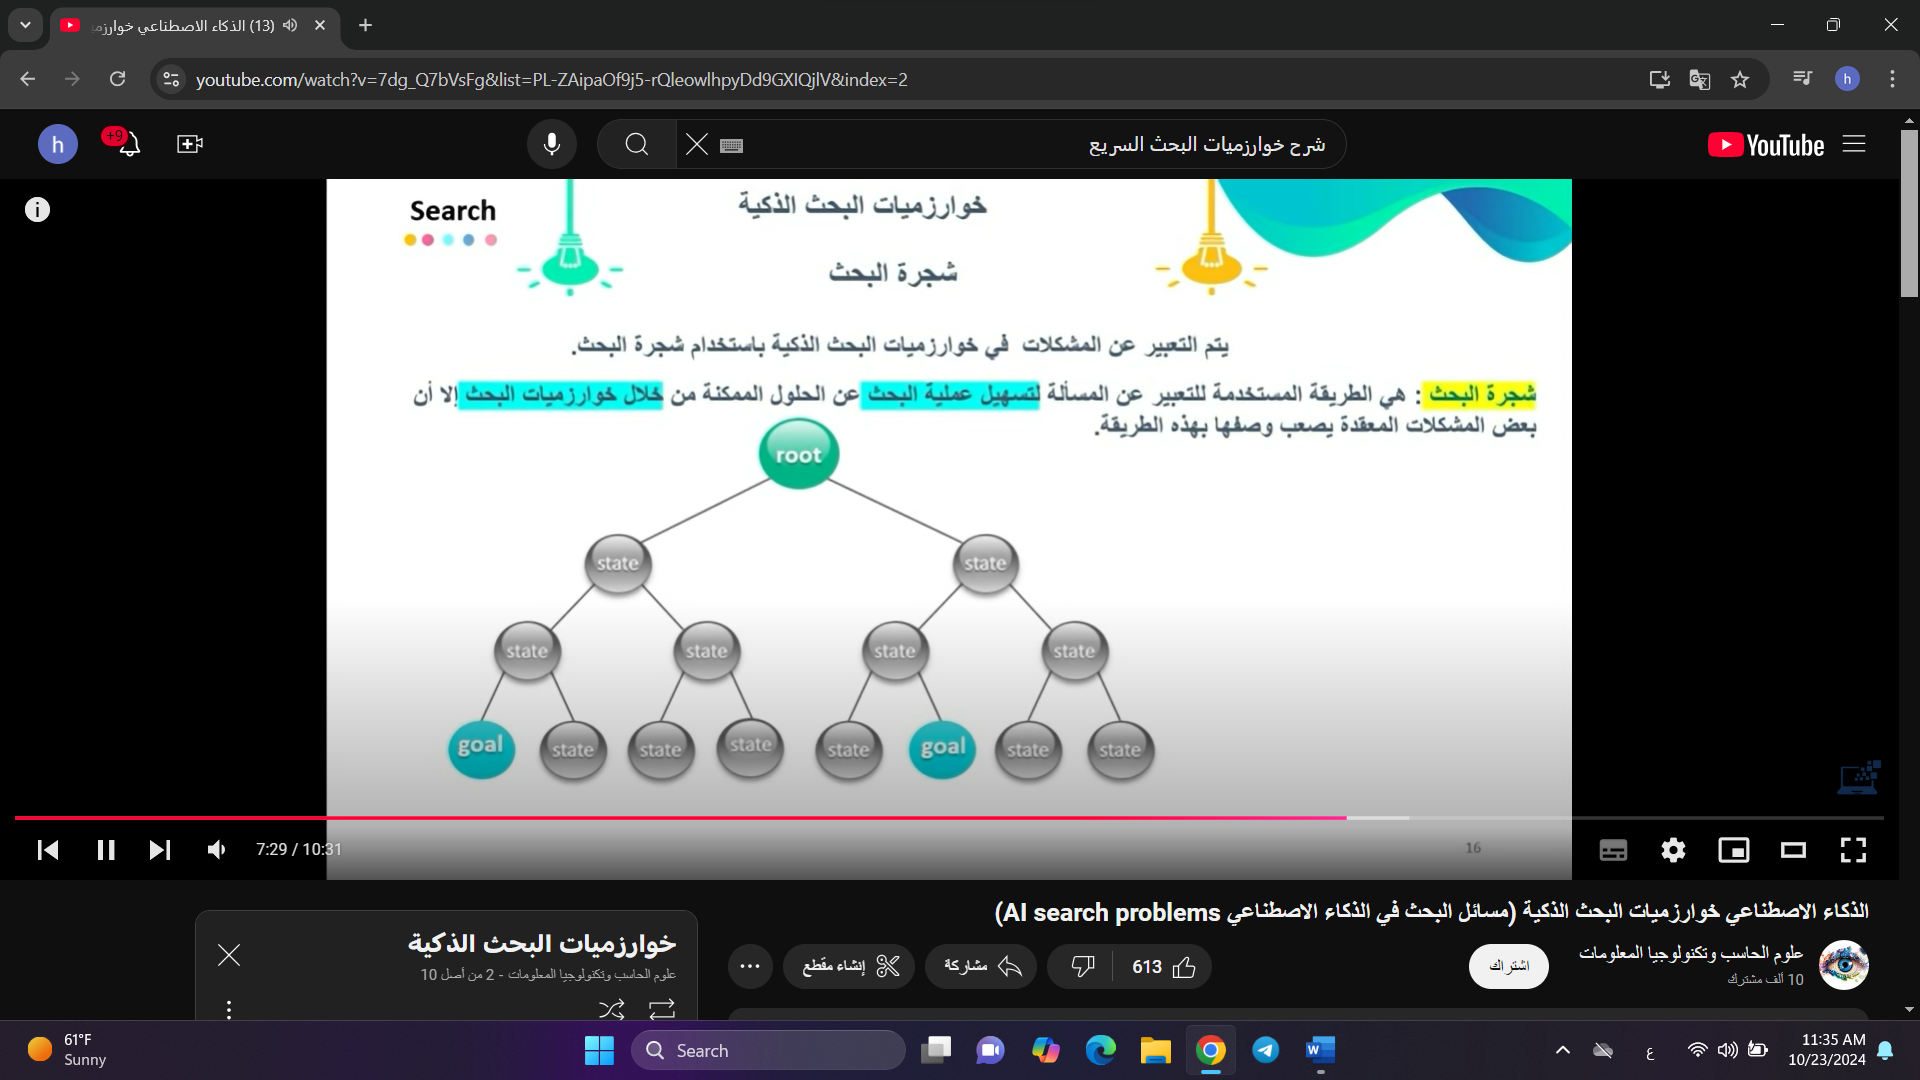 (13) الذكاء الاصطناعي خوارزمي
youtube.com/watch?v=7dg_Q7bVsFg&list=PL-ZAipaOf9j5-rQleowlhpyDd9GXIQjlV&index=2
h
h
+9
شرح خوارزميات البحث السريع
YouTube
Search
خوارزميات البحث الذكية
شجرة البحث
يتم التعبير عن المشكلات في خوارزميات البحث الذكية باستخدام شجرة البحث.
شجرة البحث : هي الطريقة المستخدمة للتعبير عن المسألة لتسهيل عملية البحث عن الحلول الممكنة من خلال خوارزميات البحث إلا أن
بعض المشكلات المعقدة يصعب وصفها بهذه الطريقة.
root
state state
state state state state
goal state state state state goal state state
7:29 / 10:31
16
الذكاء الاصطناعي خوارزميات البحث الذكية (مسائل البحث في الذكاء الاصطناعي AI search problems)
علوم الحاسب وتكنولوجيا المعلومات
10 ألف مشترك
اشتراك
613
مشاركة
إنشاء مقطع
خوارزميات البحث الذكية
علوم الحاسب وتكنولوجيا المعلومات - 2 من أصل 10
61°F
Sunny
Search
ع
11:35 AM
10/23/2024